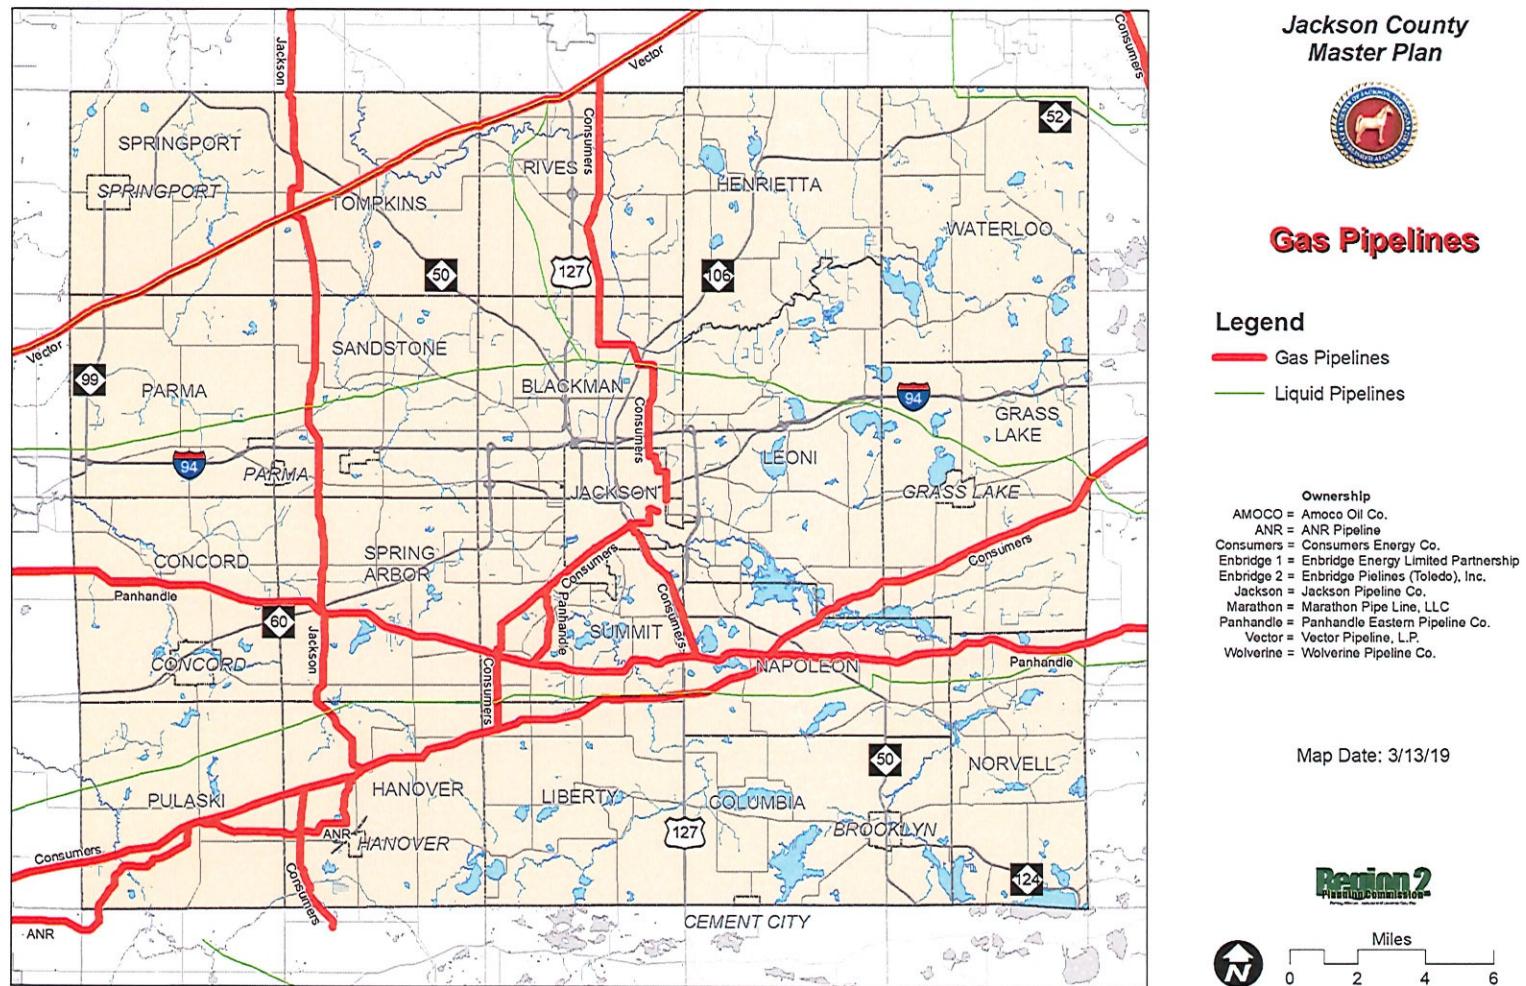 Jackson County
Master Plan
Gas Pipelines
Legend
Gas Pipelines
Liquid Pipelines
Ownership
AMOCO = Amoco Oil Co.
ANR = ANR Pipeline
Consumers = Consumers Energy Co.
Enbridge 1 = Enbridge Energy Limited Partnership
Enbridge 2 = Enbridge Pielines (Toledo), Inc.
Jackson = Jackson Pipeline Co.
Marathon = Marathon Pipe Line, LLC
Panhandle = Panhandle Eastern Pipeline Co.
Vector = Vector Pipeline, L.P.
Wolverine = Wolverine Pipeline Co.
Map Date: 3/13/19
Region 2
Planning Commission
Miles
0 2 4 6
N
Jackson
Vector
Consumers
Consumers
52
SPRINGPORT
RIVES
SPRINGPORT
HENRIETTA
TOMPKINS
WATERLOO
50
127
106
Vector
SANDSTONE
99
PARMA
BLACKMAN
94
GRASS
LAKE
Consumers
94
PARMA
LEONI
JACKSON
GRASS LAKE
CONCORD
SPRING
ARBOR
Consumers
Consumers
Panhandle
60
Jackson
Panhandle
SUMMIT
Consumers
CONCORD
Consumers
NAPOLEON
Panhandle
50
NORVELL
PULASKI
HANOVER
LIBERTY
COLUMBIA
ANR
HANOVER
127
BROOKLYN
Consumers
Consumers
124
ANR
CEMENT CITY